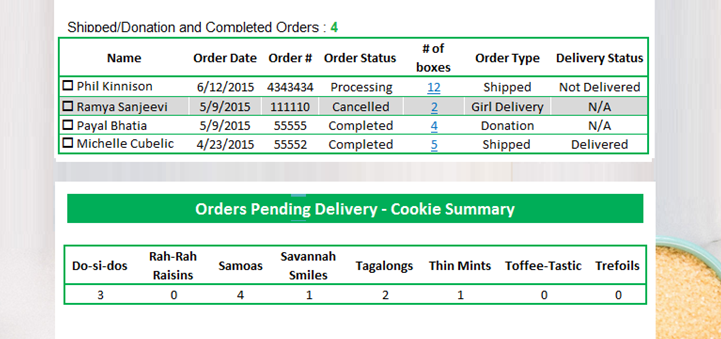 Shipped/Donation and Completed Orders : 4
Name Order Date Order # Order Status # of boxes Order Type Delivery Status
Phil Kinnison 6/12/2015 4343434 Processing 12 Shipped Not Delivered
Ramya Sanjeevi 5/9/2015 111110 Cancelled 2 Girl Delivery N/A
Payal Bhatia 5/9/2015 55555 Completed 4 Donation N/A
Michelle Cubelic 4/23/2015 55552 Completed 5 Shipped Delivered
Orders Pending Delivery - Cookie Summary
Do-si-dos Rah-Rah Raisins Samoas Savannah Smiles Tagalongs Thin Mints Toffee-Tastic Trefoils
3 0 4 1 2 1 0 0